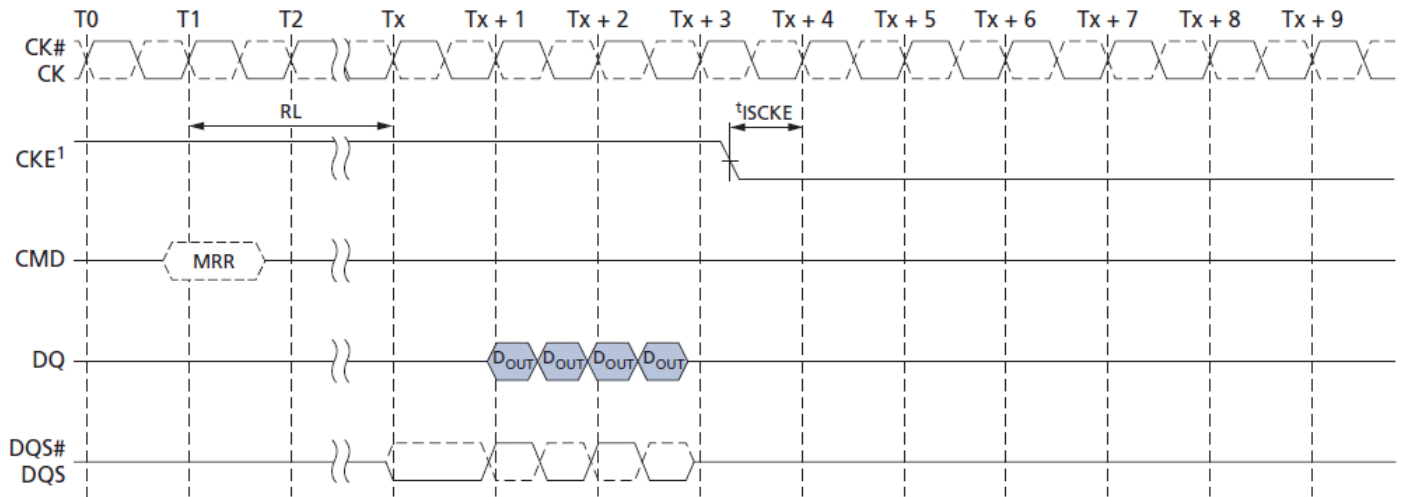 T0 T1 T2 Tx Tx + 1 Tx + 2 Tx + 3 Tx + 4 Tx + 5 Tx + 6 Tx + 7 Tx + 8 Tx + 9
CK#
CK
RL tISCKE
CKE1
CMD MRR
DQ DOUT DOUT DOUT DOUT
DQS#
DQS